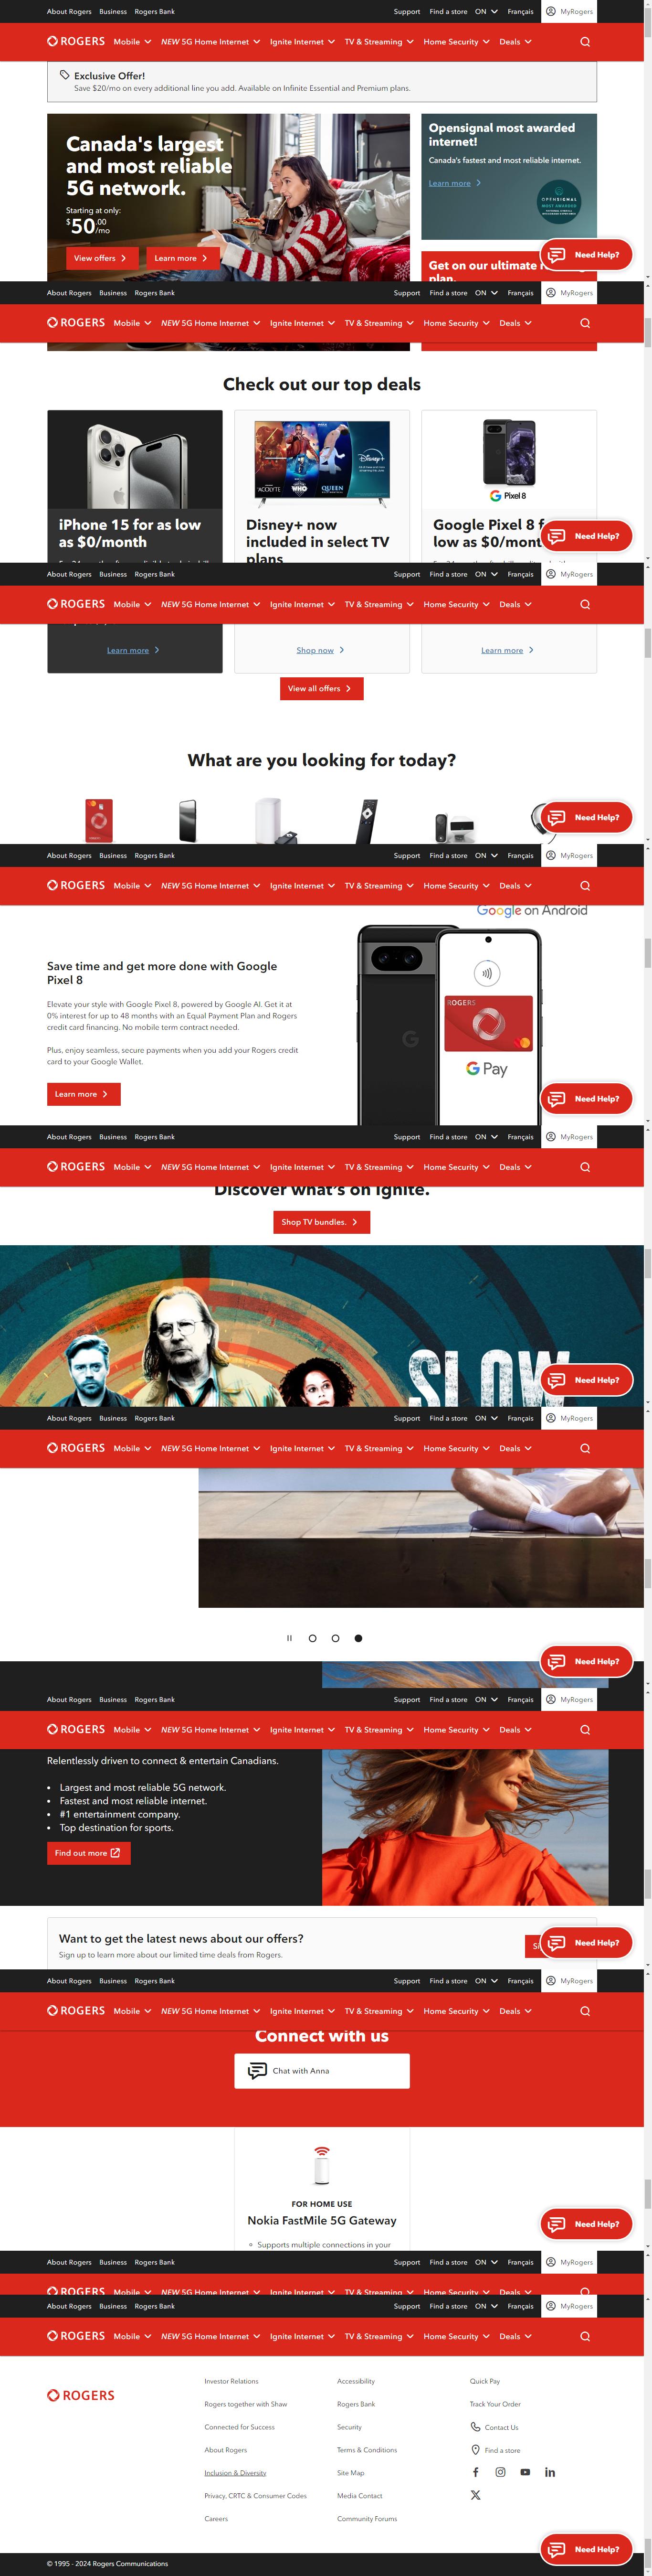 About Rogers Business Rogers Bank Support Find a store ON Français MyRogers
ROGERS Mobile NEW 5G Home Internet Ignite Internet TV & Streaming Home Security Deals
Exclusive Offer!
Save $20/mo on every additional line you add. Available on Infinite Essential and Premium plans.
Canada's largest
and most reliable
5G network.
Starting at only:
$50.00/mo
View offers
Learn more
Opensignal most awarded
internet!
Canada's fastest and most reliable internet.
Learn more
OPENSIGNAL
MOST AWARDED
Get on our ultimate
plan.
Need Help?
About Rogers Business Rogers Bank Support Find a store ON Français MyRogers
ROGERS Mobile NEW 5G Home Internet Ignite Internet TV & Streaming Home Security Deals
Check out our top deals
ACOLYTE
WHO
QUEEN
Disney+
Pixel 8
iPhone 15 for as low
as $0/month
Disney+ now
included in select TV
plans
Google Pixel 8 f
low as $0/mont
Need Help?
About Rogers Business Rogers Bank Support Find a store ON Français MyRogers
ROGERS Mobile NEW 5G Home Internet Ignite Internet TV & Streaming Home Security Deals
Learn more
Shop now
Learn more
View all offers
What are you looking for today?
Need Help?
About Rogers Business Rogers Bank Support Find a store ON Français MyRogers
ROGERS Mobile NEW 5G Home Internet Ignite Internet TV & Streaming Home Security Deals
Google on Android
Save time and get more done with Google
Pixel 8
Elevate your style with Google Pixel 8, powered by Google AI. Get it at
0% interest for up to 48 months with an Equal Payment Plan and Rogers
credit card financing. No mobile term contract needed.
Plus, enjoy seamless, secure payments when you add your Rogers credit
card to your Google Wallet.
Learn more
ROGERS
G Pay
Need Help?
About Rogers Business Rogers Bank Support Find a store ON Français MyRogers
ROGERS Mobile NEW 5G Home Internet Ignite Internet TV & Streaming Home Security Deals
Discover what's on Ignite.
Shop TV bundles.
SLOW
Need Help?
About Rogers Business Rogers Bank Support Find a store ON Français MyRogers
ROGERS Mobile NEW 5G Home Internet Ignite Internet TV & Streaming Home Security Deals
Need Help?
About Rogers Business Rogers Bank Support Find a store ON Français MyRogers
ROGERS Mobile NEW 5G Home Internet Ignite Internet TV & Streaming Home Security Deals
Relentlessly driven to connect & entertain Canadians.
• Largest and most reliable 5G network.
• Fastest and most reliable internet.
• #1 entertainment company.
• Top destination for sports.
Find out more
Want to get the latest news about our offers?
Sign up to learn more about our limited time deals from Rogers.
Need Help?
About Rogers Business Rogers Bank Support Find a store ON Français MyRogers
ROGERS Mobile NEW 5G Home Internet Ignite Internet TV & Streaming Home Security Deals
Connect with us
Chat with Anna
FOR HOME USE
Nokia FastMile 5G Gateway
Supports multiple connections in your
Need Help?
About Rogers Business Rogers Bank Support Find a store ON Français MyRogers
ROGERS Mobile NEW 5G Home Internet Ignite Internet TV & Streaming Home Security Deals
About Rogers Business Rogers Bank Support Find a store ON Français MyRogers
ROGERS Mobile NEW 5G Home Internet Ignite Internet TV & Streaming Home Security Deals
ROGERS
Investor Relations
Rogers together with Shaw
Connected for Success
About Rogers
Inclusion & Diversity
Privacy, CRTC & Consumer Codes
Careers
Accessibility
Rogers Bank
Security
Terms & Conditions
Site Map
Media Contact
Community Forums
Quick Pay
Track Your Order
Contact Us
Find a store
Need Help?
© 1995 - 2024 Rogers Communications